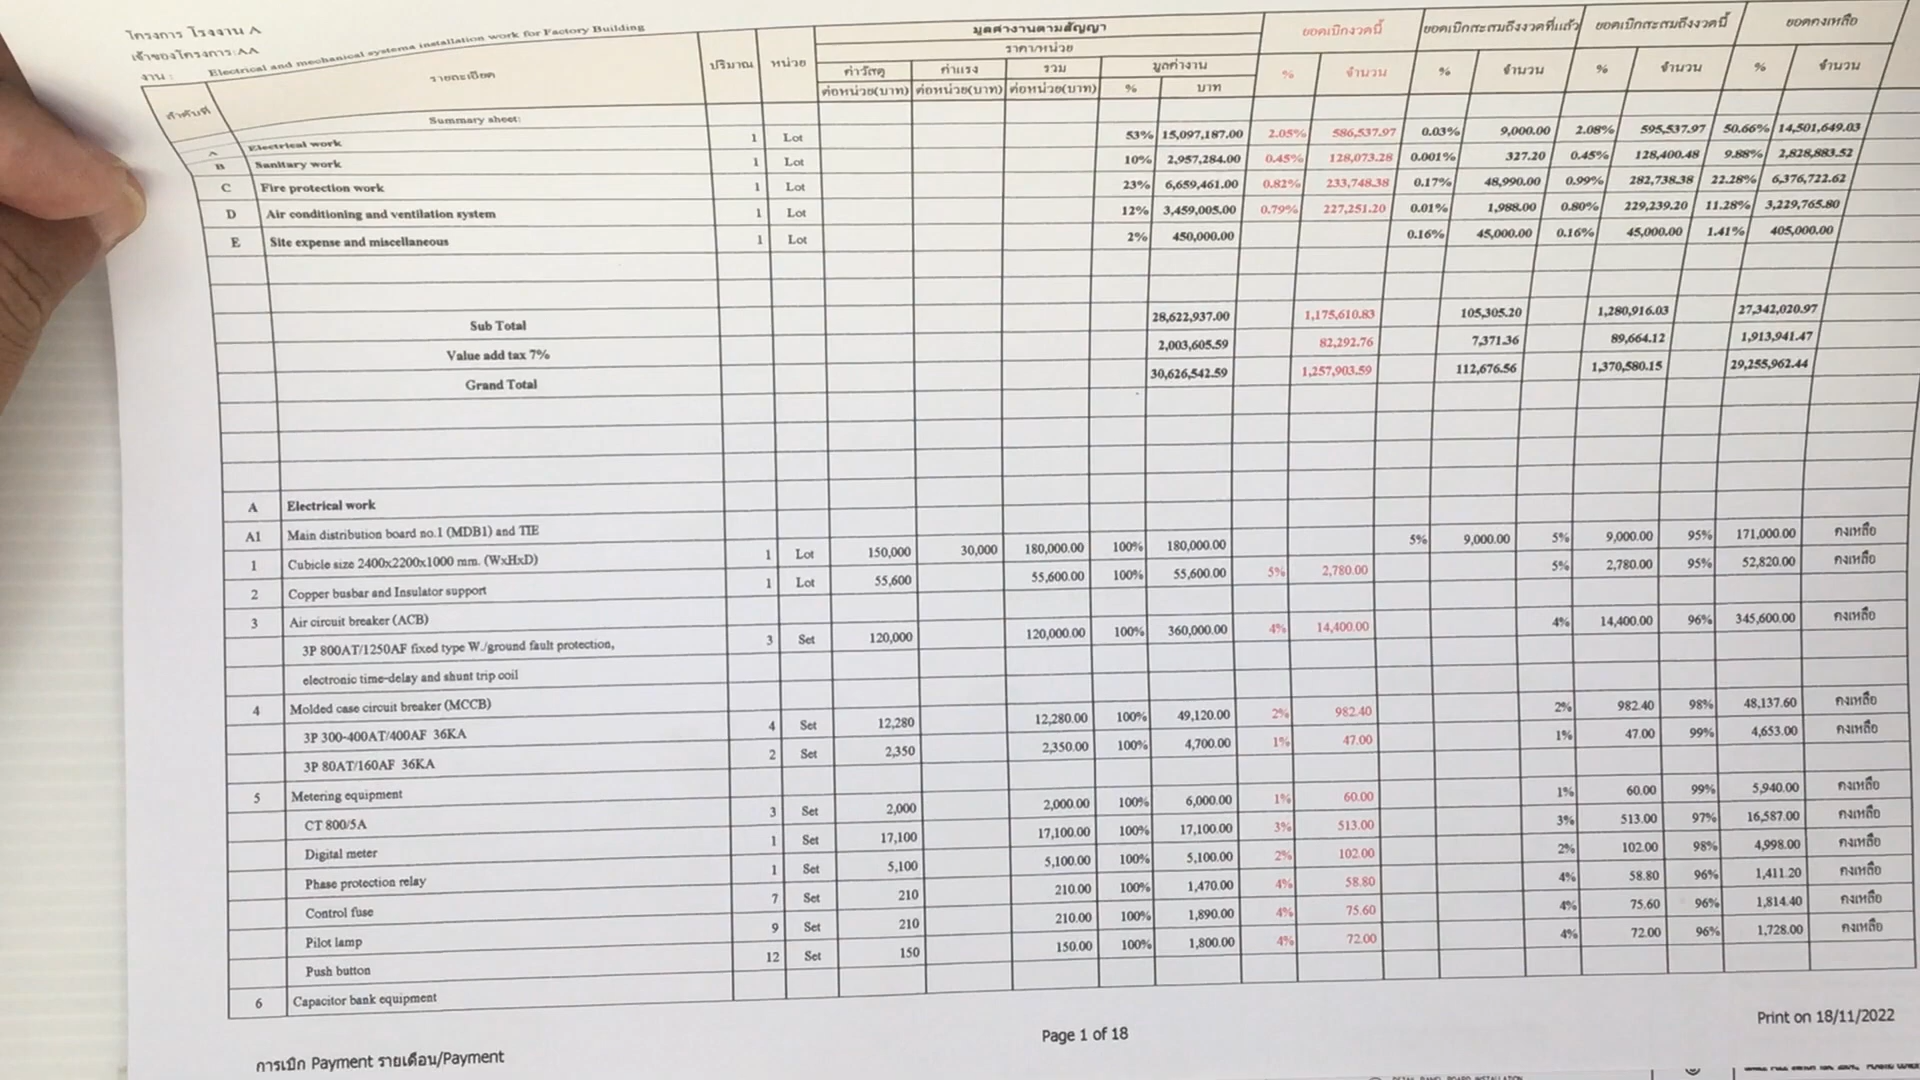 โครงการ โรงงาน A
เจ้าของโครงการ:AA
งาน : Electrical and mechanical systema installation work for Factory Building
ลำดับที่ รายละเอียด ปริมาณ หน่วย มูลค่างานตามสัญญา ยอดเบิกงวดนี้ ยอดเบิกสะสมถึงงวดที่แล้ว ยอดเบิกสะสมถึงงวดนี้ ยอดคงเหลือ
ราคา/หน่วย
ค่าวัสดุ ค่าแรง รวม มูลค่างาน % จำนวน % จำนวน % จำนวน % จำนวน
ต่อหน่วย(บาท) ต่อหน่วย(บาท) ต่อหน่วย(บาท) % บาท
Summary sheet:
A Electrical work 1 Lot 53% 15,097,187.00 2.05% 586,537.97 0.03% 9,000.00 2.08% 595,537.97 50.66% 14,501,649.03
B Sanitary work 1 Lot 10% 2,957,284.00 0.45% 128,073.28 0.001% 327.20 0.45% 128,400.48 9.88% 2,828,883.52
C Fire protection work 1 Lot 23% 6,659,461.00 0.82% 233,748.38 0.17% 48,990.00 0.99% 282,738.38 22.28% 6,376,722.62
D Air conditioning and ventilation system 1 Lot 12% 3,459,005.00 0.79% 227,251.20 0.01% 1,988.00 0.80% 229,239.20 11.28% 3,229,765.80
E Site expense and miscellaneous 1 Lot 2% 450,000.00 0.16% 45,000.00 0.16% 45,000.00 1.41% 405,000.00
Sub Total 28,622,937.00 1,175,610.83 105,305.20 1,280,916.03 27,342,020.97
Value add tax 7% 2,003,605.59 82,292.76 7,371.36 89,664.12 1,913,941.47
Grand Total 30,626,542.59 1,257,903.59 112,676.56 1,370,580.15 29,255,962.44
A Electrical work
A1 Main distribution board no.1 (MDB1) and TIE
1 Cubicle size 2400x2200x1000 mm. (WxHxD) 1 Lot 150,000 30,000 180,000.00 100% 180,000.00 5% 9,000.00 5% 9,000.00 95% 171,000.00 คงเหลือ
2 Copper busbar and Insulator support 1 Lot 55,600 55,600.00 100% 55,600.00 5% 2,780.00 5% 2,780.00 95% 52,820.00 คงเหลือ
3 Air circuit breaker (ACB)
3P 800AT/1250AF fixed type W./ground fault protection, 3 Set 120,000 120,000.00 100% 360,000.00 4% 14,400.00 4% 14,400.00 96% 345,600.00 คงเหลือ
electronic time-delay and shunt trip coil
4 Molded case circuit breaker (MCCB)
3P 300-400AT/400AF 36KA 4 Set 12,280 12,280.00 100% 49,120.00 2% 982.40 2% 982.40 98% 48,137.60 คงเหลือ
3P 80AT/160AF 36KA 2 Set 2,350 2,350.00 100% 4,700.00 1% 47.00 1% 47.00 99% 4,653.00 คงเหลือ
5 Metering equipment
CT 800/5A 3 Set 2,000 2,000.00 100% 6,000.00 1% 60.00 1% 60.00 99% 5,940.00 คงเหลือ
Digital meter 1 Set 17,100 17,100.00 100% 17,100.00 3% 513.00 3% 513.00 97% 16,587.00 คงเหลือ
Phase protection relay 1 Set 5,100 5,100.00 100% 5,100.00 2% 102.00 2% 102.00 98% 4,998.00 คงเหลือ
Control fuse 7 Set 210 210.00 100% 1,470.00 4% 58.80 4% 58.80 96% 1,411.20 คงเหลือ
Pilot lamp 9 Set 210 210.00 100% 1,890.00 4% 75.60 4% 75.60 96% 1,814.40 คงเหลือ
Push button 12 Set 150 150.00 100% 1,800.00 4% 72.00 4% 72.00 96% 1,728.00 คงเหลือ
6 Capacitor bank equipment
การเบิก Payment รายเดือน/Payment Page 1 of 18 Print on 18/11/2022